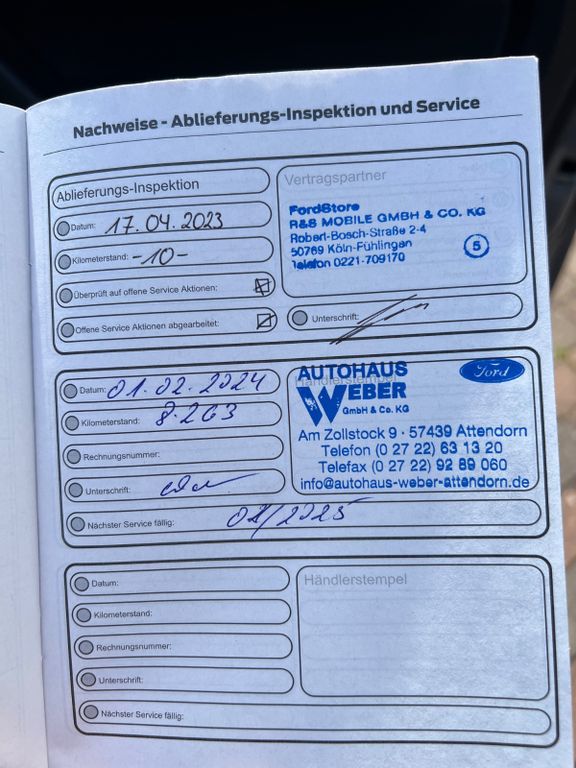 Nachweise - Ablieferungs-Inspektion und Service
Ablieferungs-Inspektion
Datum: 17.04.2023
Kilometerstand: -10-
Überprüft auf offene Service Aktionen:
Offene Service Aktionen abgearbeitet:
Vertragspartner
FordStore
R&S MOBILE GMBH & CO. KG
Robert-Bosch-Straße 2-4
50769 Köln-Fühlingen
Telefon 0221-709170
5
Unterschrift:
Datum: 01.02.2024
Kilometerstand: 8.263
Rechnungsnummer:
Unterschrift:
Nächster Service fällig: 02/2025
Händlerstempel
AUTOHAUS
WEBER
GmbH & Co. KG
Ford
Am Zollstock 9 · 57439 Attendorn
Telefon (0 27 22) 63 13 20
Telefax (0 27 22) 92 89 060
info@autohaus-weber-attendorn.de
Datum:
Kilometerstand:
Rechnungsnummer:
Unterschrift:
Nächster Service fällig:
Händlerstempel